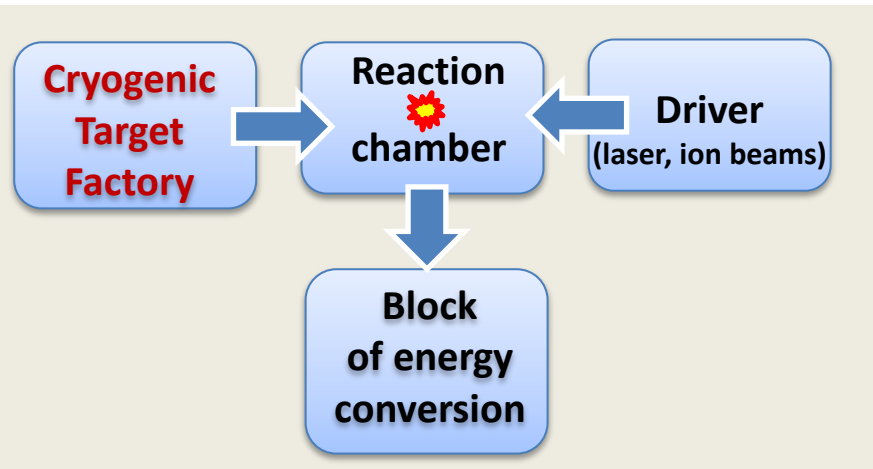 Cryogenic
Target
Factory
Reaction
chamber
Driver
(laser, ion beams)
Block
of energy
conversion